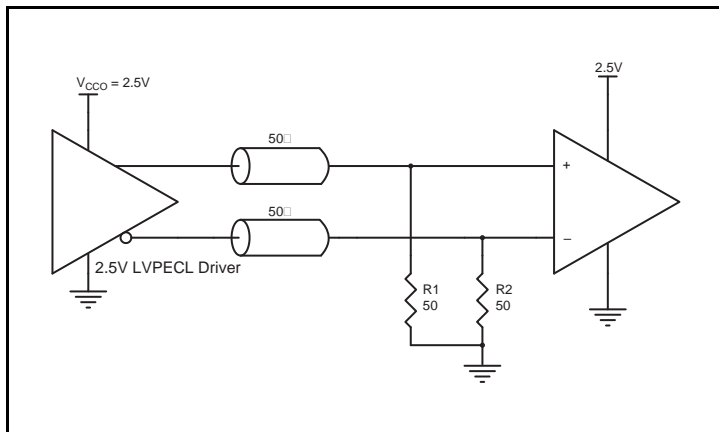 V_CCO = 2.5V
2.5V
50□
+
50□
–
2.5V LVPECL Driver
R1
50
R2
50